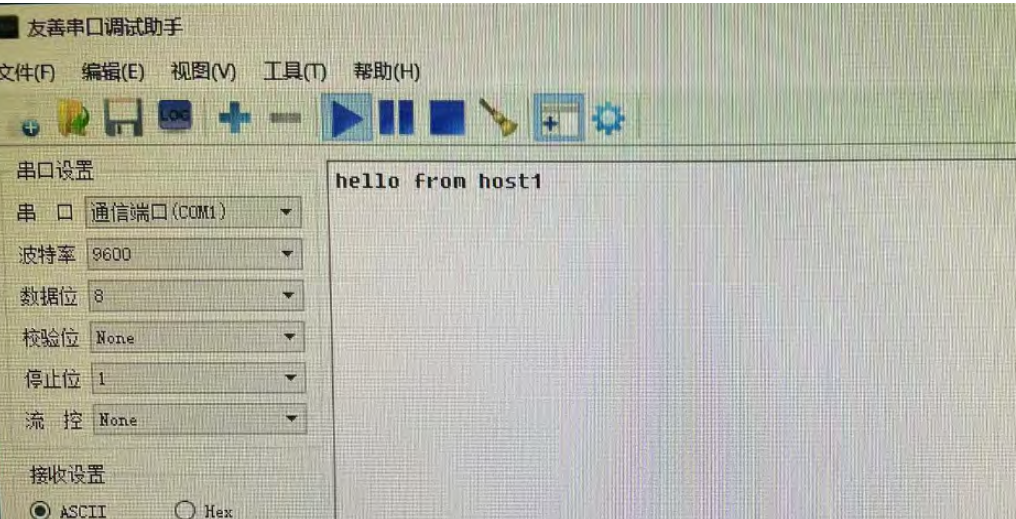 友善串口调试助手
文件(F) 编辑(E) 视图(V) 工具(T) 帮助(H)
LOG
串口设置
hello from host1
串 口 通信端口(COM1)
波特率 9600
数据位 8
校验位 None
停止位 1
流 控 None
接收设置
ASCII Hex